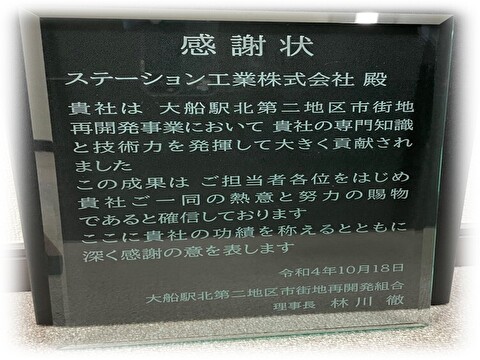 感謝状
ステーション工業株式会社 殿
貴社は 大船駅北第二地区市街地
再開発事業において 貴社の専門知識
と技術力を発揮して大きく貢献され
ました
この成果は ご担当者各位をはじめ
貴社ご一同の熱意と努力の賜物
であると確信しております
ここに貴社の功績を称えるとともに
深く感謝の意を表します
令和4年10月18日
大船駅北第二地区市街地再開発組合
理事長 林川 徹